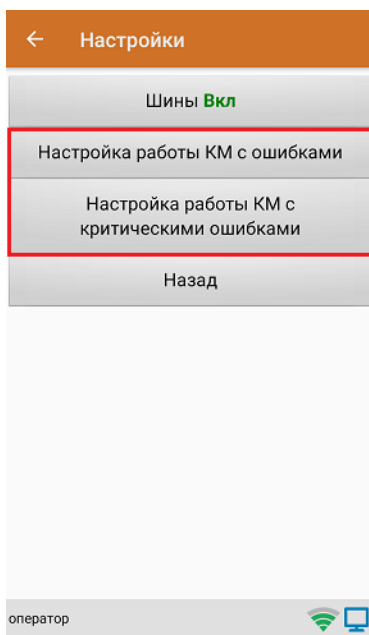 Настройки
Шины Вкл
Настройка работы КМ с ошибками
Настройка работы КМ с
критическими ошибками
Назад
оператор